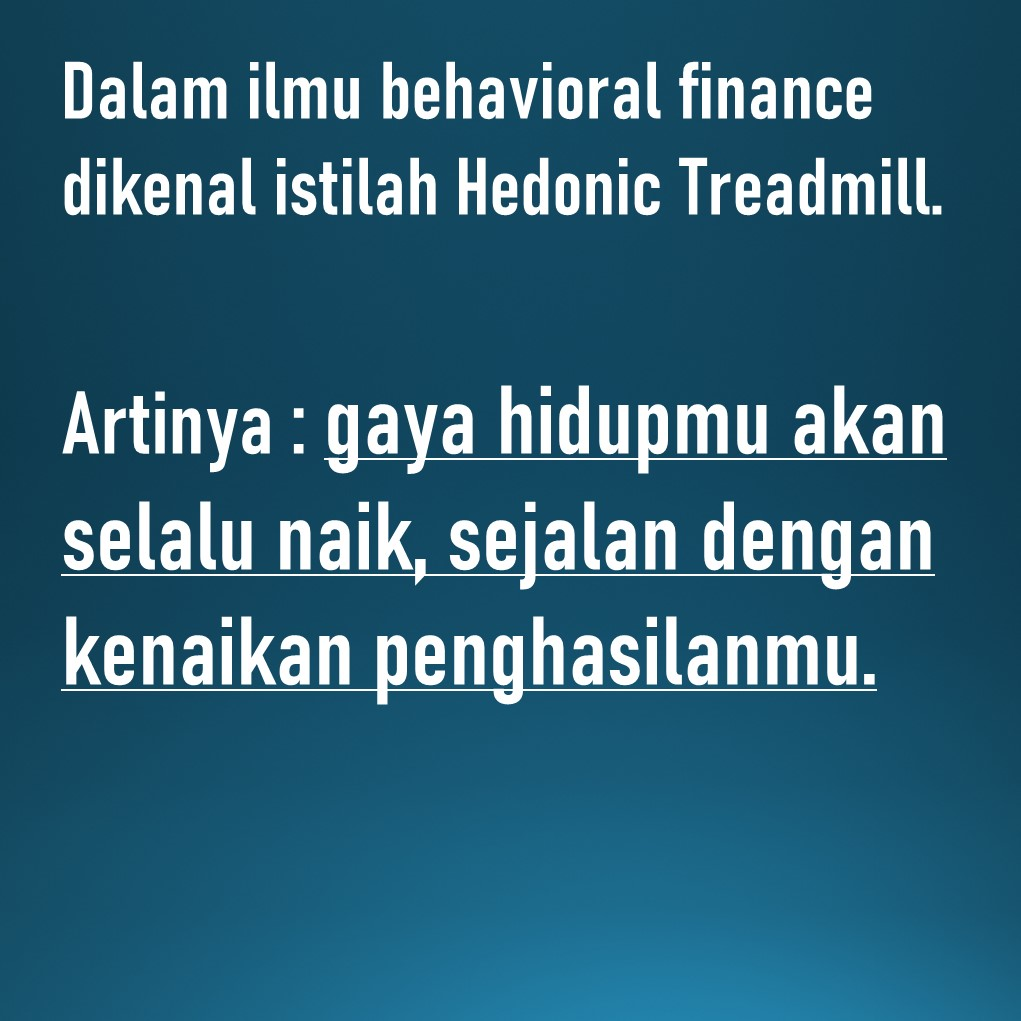 Dalam ilmu behavioral finance
dikenal istilah Hedonic Treadmill.
Artinya : gaya hidupmu akan
selalu naik, sejalan dengan
kenaikan penghasilanmu.